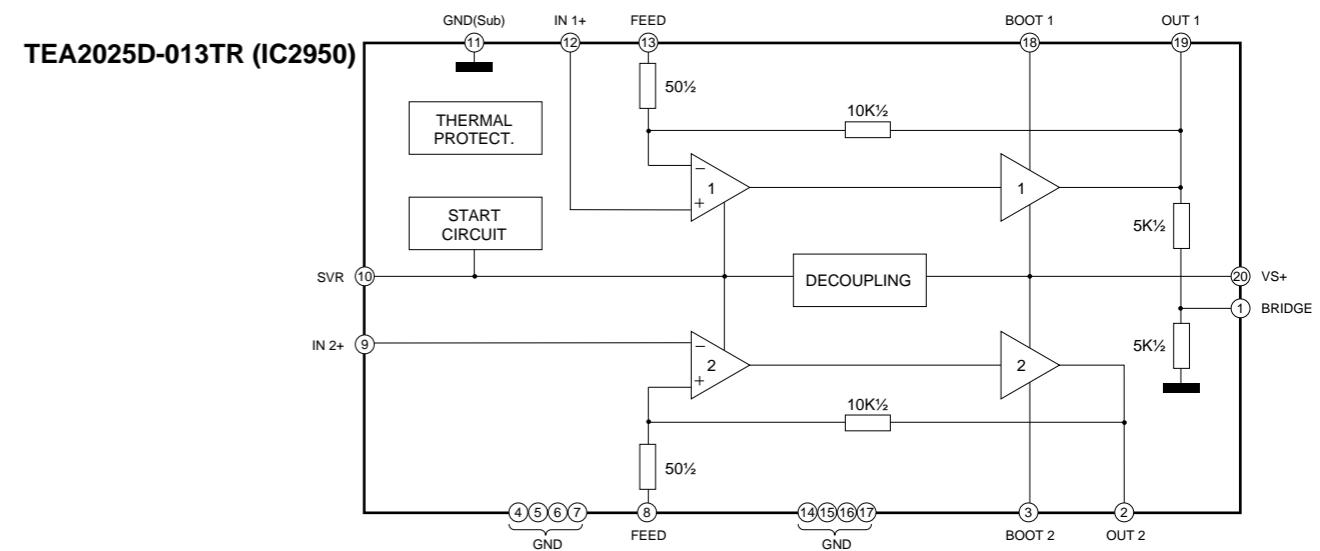 GND(Sub) IN 1+ FEED BOOT 1 OUT 1
TEA2025D-013TR (IC2950)
11 12 13 18 19
50½
10K½
THERMAL
PROTECT.
−
1
+
1
START
CIRCUIT
5K½
SVR 10
DECOUPLING
20 VS+
1 BRIDGE
IN 2+ 9
−
2
+
2
5K½
10K½
50½
4 5 6 7 8 14 15 16 17 3 2
GND FEED GND BOOT 2 OUT 2